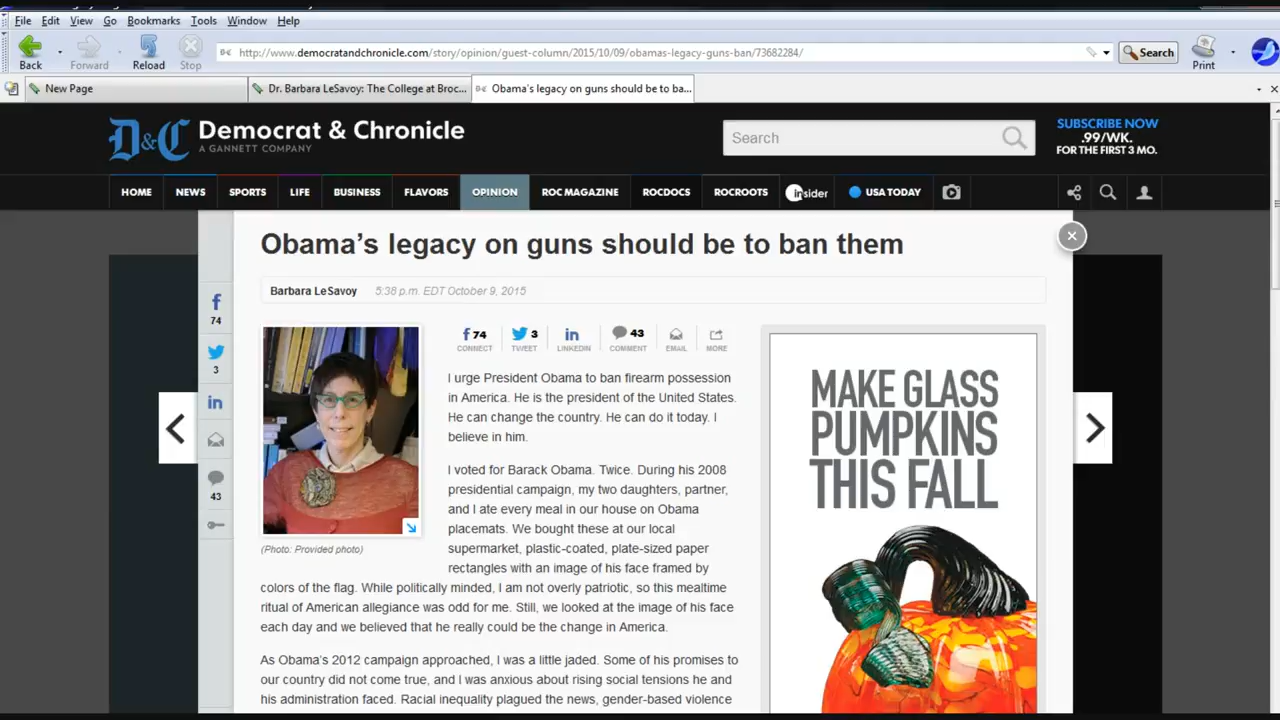 File Edit View Go Bookmarks Tools Window Help
Back Forward Reload Stop http://www.democratandchronicle.com/story/opinion/guest-column/2015/10/09/obamas-legacy-guns-ban/73682284/ Search Print
New Page Dr. Barbara LeSavoy: The College at Broc... Obama's legacy on guns should be to ba...
D&C Democrat & Chronicle
A GANNETT COMPANY
Search
SUBSCRIBE NOW
.99/WK.
FOR THE FIRST 3 MO.
HOME NEWS SPORTS LIFE BUSINESS FLAVORS OPINION ROC MAGAZINE ROCDOCS ROCROOTS insider USA TODAY
Obama's legacy on guns should be to ban them
Barbara LeSavoy 5:38 p.m. EDT October 9, 2015
74
3
43
74 CONNECT
3 TWEET
LINKEDIN
43 COMMENT
EMAIL
MORE
(Photo: Provided photo)
I urge President Obama to ban firearm possession
in America. He is the president of the United States.
He can change the country. He can do it today. I
believe in him.
I voted for Barack Obama. Twice. During his 2008
presidential campaign, my two daughters, partner,
and I ate every meal in our house on Obama
placemats. We bought these at our local
supermarket, plastic-coated, plate-sized paper
rectangles with an image of his face framed by
colors of the flag. While politically minded, I am not overly patriotic, so this mealtime
ritual of American allegiance was odd for me. Still, we looked at the image of his face
each day and we believed that he really could be the change in America.
As Obama's 2012 campaign approached, I was a little jaded. Some of his promises to
our country did not come true, and I was anxious about rising social tensions he and
his administration faced. Racial inequality plagued the news, gender-based violence
MAKE GLASS
PUMPKINS
THIS FALL